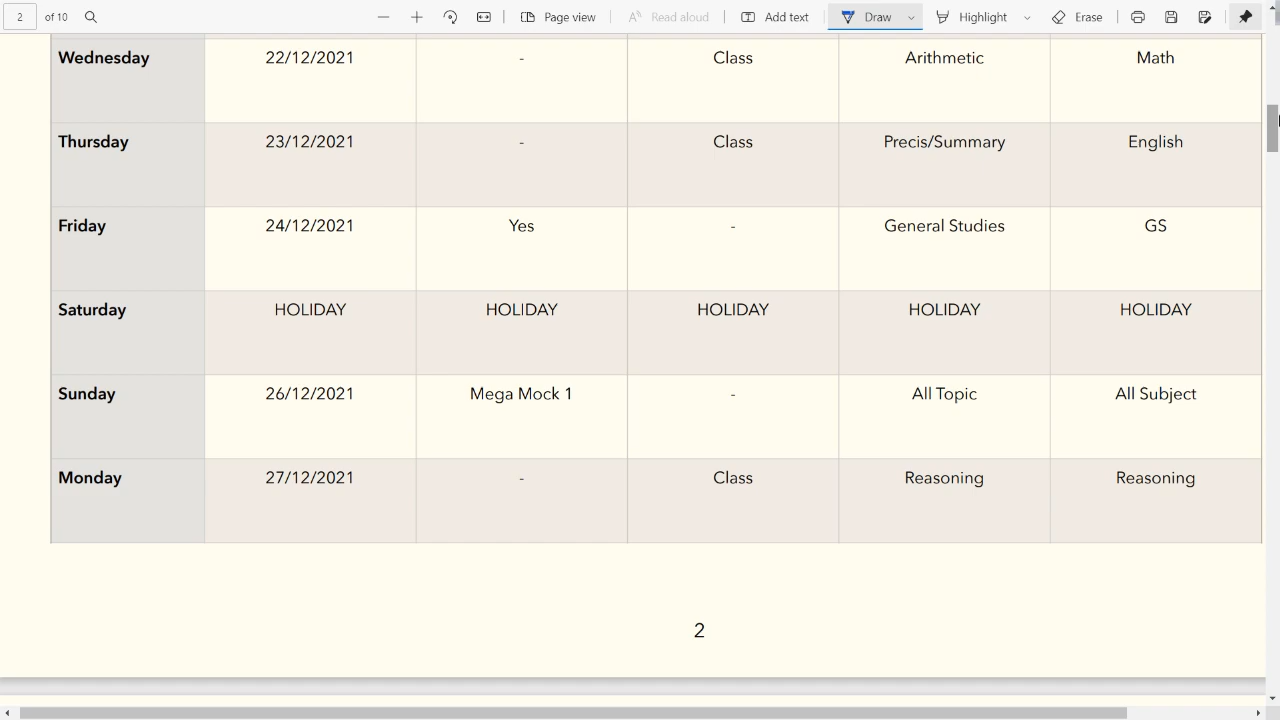 2 of 10 Page view Read aloud Add text Draw Highlight Erase
Wednesday 22/12/2021 - Class Arithmetic Math
Thursday 23/12/2021 - Class Precis/Summary English
Friday 24/12/2021 Yes - General Studies GS
Saturday HOLIDAY HOLIDAY HOLIDAY HOLIDAY HOLIDAY
Sunday 26/12/2021 Mega Mock 1 - All Topic All Subject
Monday 27/12/2021 - Class Reasoning Reasoning
2